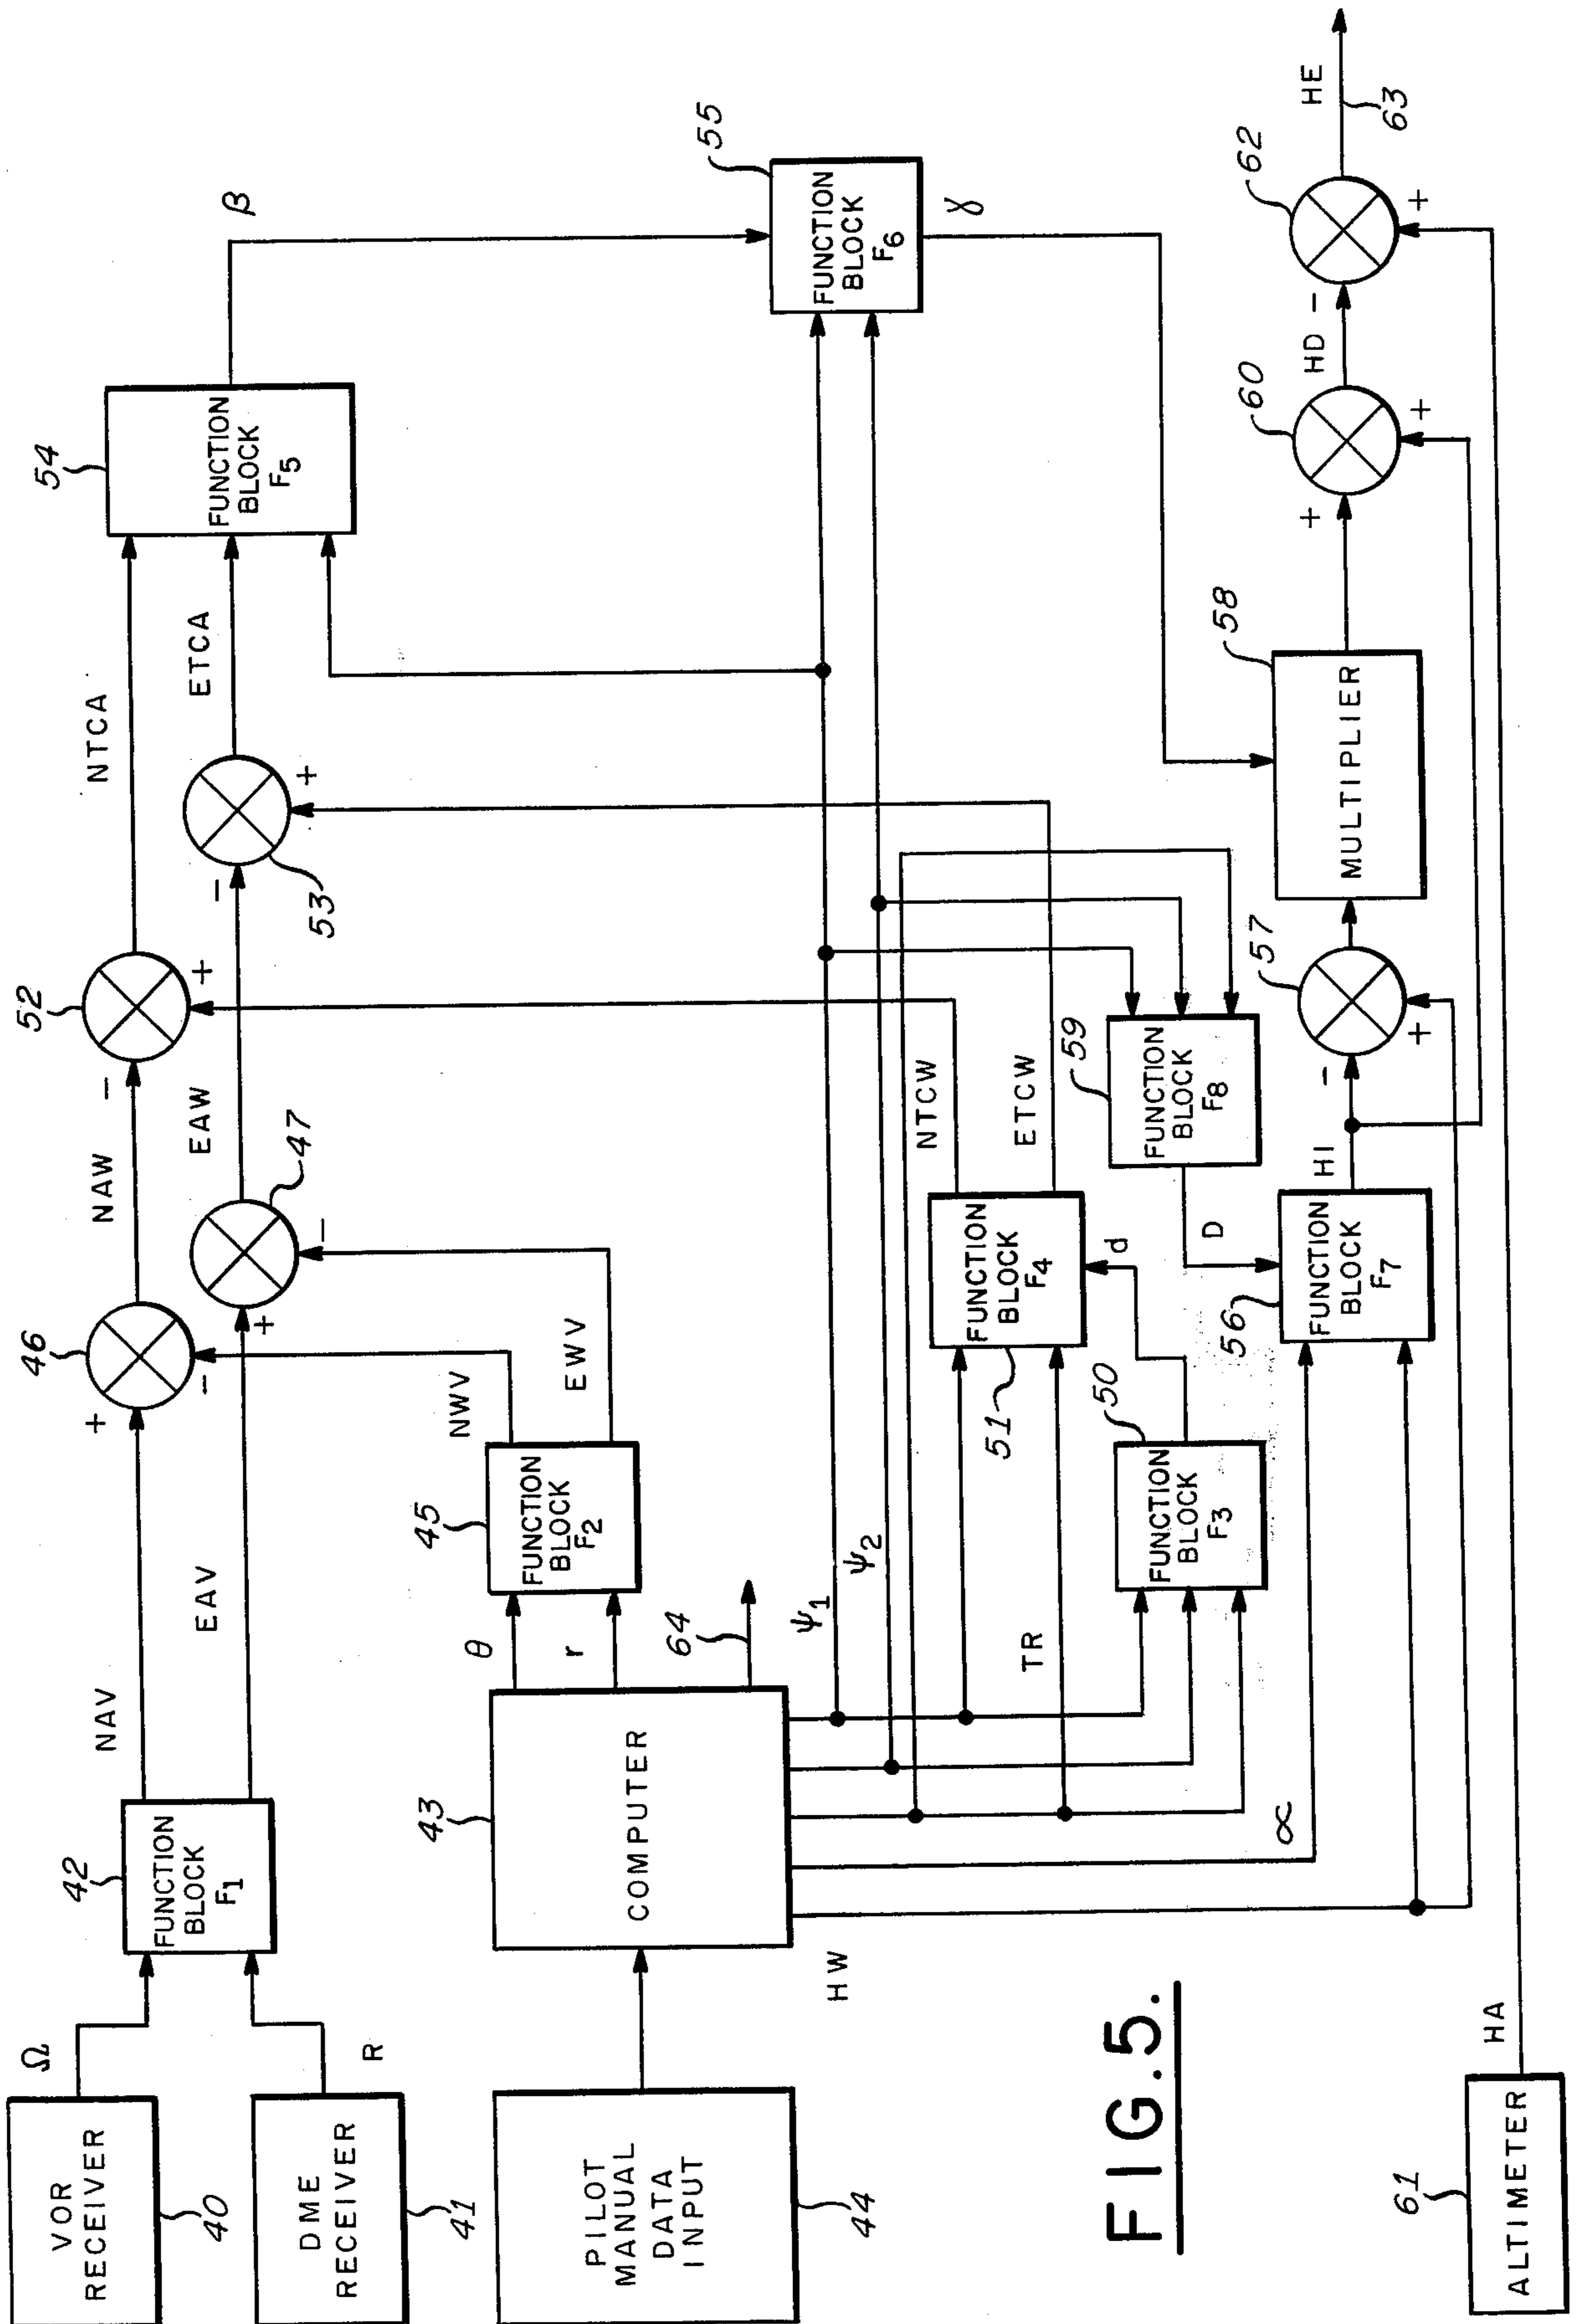 VOR
RECEIVER
40
Ω
DME
RECEIVER
41
R
42
FUNCTION
BLOCK
F1
NAV
EAV
46
+
−
NAW
47
+
−
EAW
52
−
+
NTCA
53
−
+
ETCA
54
FUNCTION
BLOCK
F5
β
PILOT
MANUAL
DATA
INPUT
44
43
COMPUTER
θ
r
64
45
FUNCTION
BLOCK
F2
NWV
EWV
HW
α
ψ1
ψ2
TR
50
FUNCTION
BLOCK
F3
d
51
FUNCTION
BLOCK
F4
NTCW
ETCW
59
FUNCTION
BLOCK
F8
D
55
FUNCTION
BLOCK
F6
γ
56
FUNCTION
BLOCK
F7
HI
57
−
+
58
MULTIPLIER
60
+
+
HD
62
−
+
HE
63
61
ALTIMETER
HA
FIG.5.